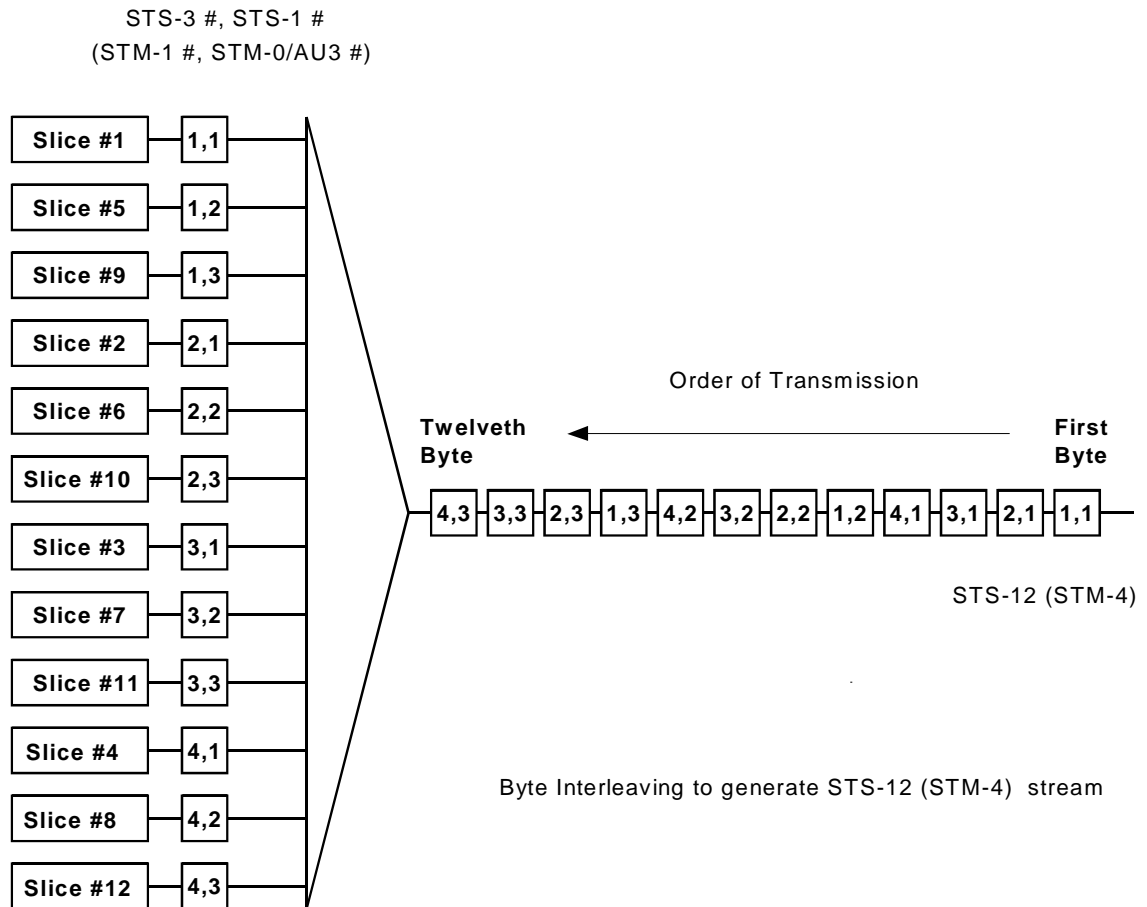 STS-3 #, STS-1 #
(STM-1 #, STM-0/AU3 #)
Slice #1 1,1
Slice #5 1,2
Slice #9 1,3
Slice #2 2,1
Slice #6 2,2
Slice #10 2,3
Slice #3 3,1
Slice #7 3,2
Slice #11 3,3
Slice #4 4,1
Slice #8 4,2
Slice #12 4,3
Order of Transmission
Twelveth
Byte
First
Byte
4,3 3,3 2,3 1,3 4,2 3,2 2,2 1,2 4,1 3,1 2,1 1,1
STS-12 (STM-4)
Byte Interleaving to generate STS-12 (STM-4) stream